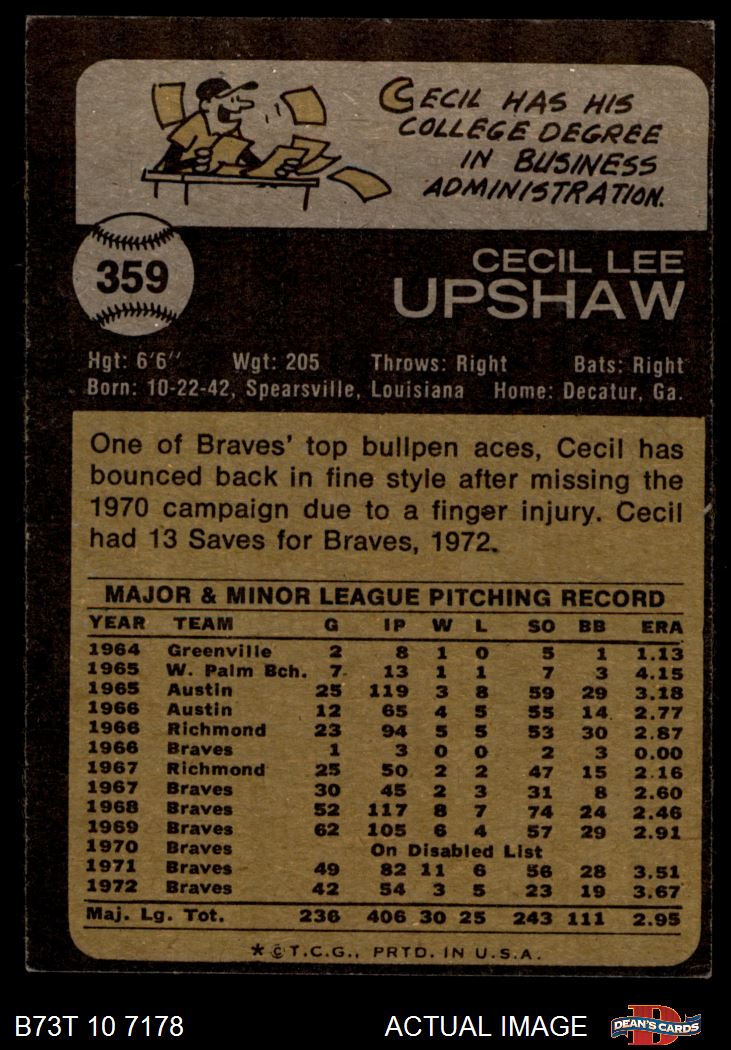 CECIL HAS HIS
COLLEGE DEGREE
IN BUSINESS
ADMINISTRATION.
359
CECIL LEE
UPSHAW
Hgt: 6'6" Wgt: 205 Throws: Right Bats: Right
Born: 10-22-42, Spearsville, Louisiana Home: Decatur, Ga.
One of Braves' top bullpen aces, Cecil has
bounced back in fine style after missing the
1970 campaign due to a finger injury. Cecil
had 13 Saves for Braves, 1972.
MAJOR & MINOR LEAGUE PITCHING RECORD
YEAR TEAM G IP W L SO BB ERA
1964 Greenville 2 8 1 0 5 1 1.13
1965 W. Palm Bch. 7 13 1 1 7 3 4.15
1965 Austin 25 119 3 8 59 29 3.18
1966 Austin 12 65 4 5 55 14 2.77
1966 Richmond 23 94 5 5 53 30 2.87
1966 Braves 1 3 0 0 2 3 0.00
1967 Richmond 25 50 2 2 47 15 2.16
1967 Braves 30 45 2 3 31 8 2.60
1968 Braves 52 117 8 7 74 24 2.46
1969 Braves 62 105 6 4 57 29 2.91
1970 Braves On Disabled List
1971 Braves 49 82 11 6 56 28 3.51
1972 Braves 42 54 3 5 23 19 3.67
Maj. Lg. Tot. 236 406 30 25 243 111 2.95
* © T.C.G., PRTD. IN U.S.A.
B73T 10 7178 ACTUAL IMAGE D DEAN'S CARDS